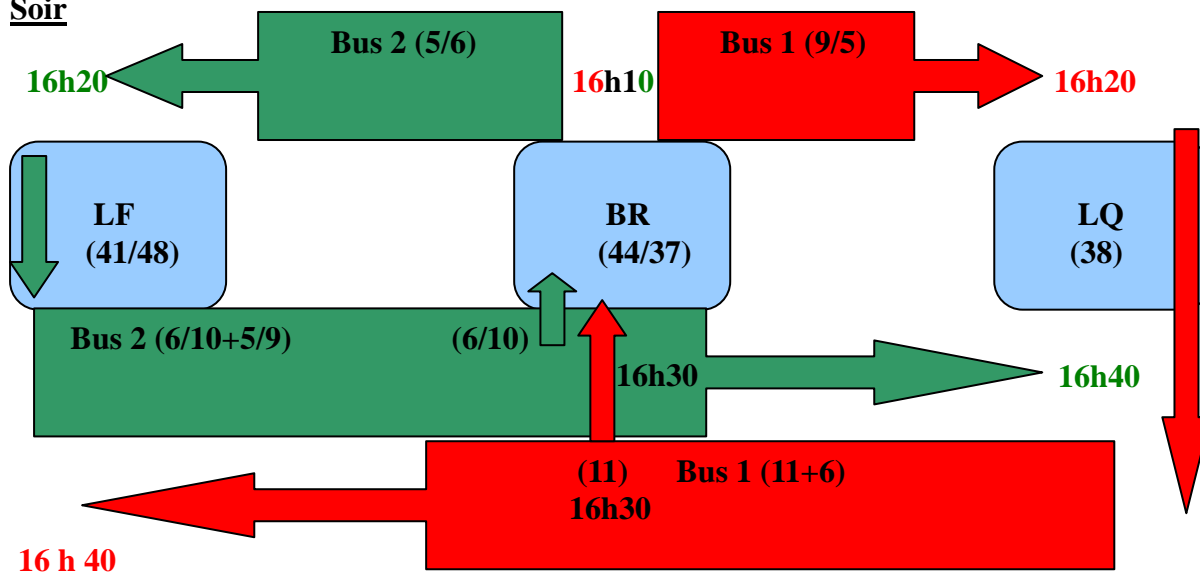 Soir
Bus 2 (5/6)
Bus 1 (9/5)
16h20
16h10
16h20
LF
(41/48)
BR
(44/37)
LQ
(38)
Bus 2 (6/10+5/9)
(6/10)
16h30
16h40
(11)
Bus 1 (11+6)
16h30
16 h 40